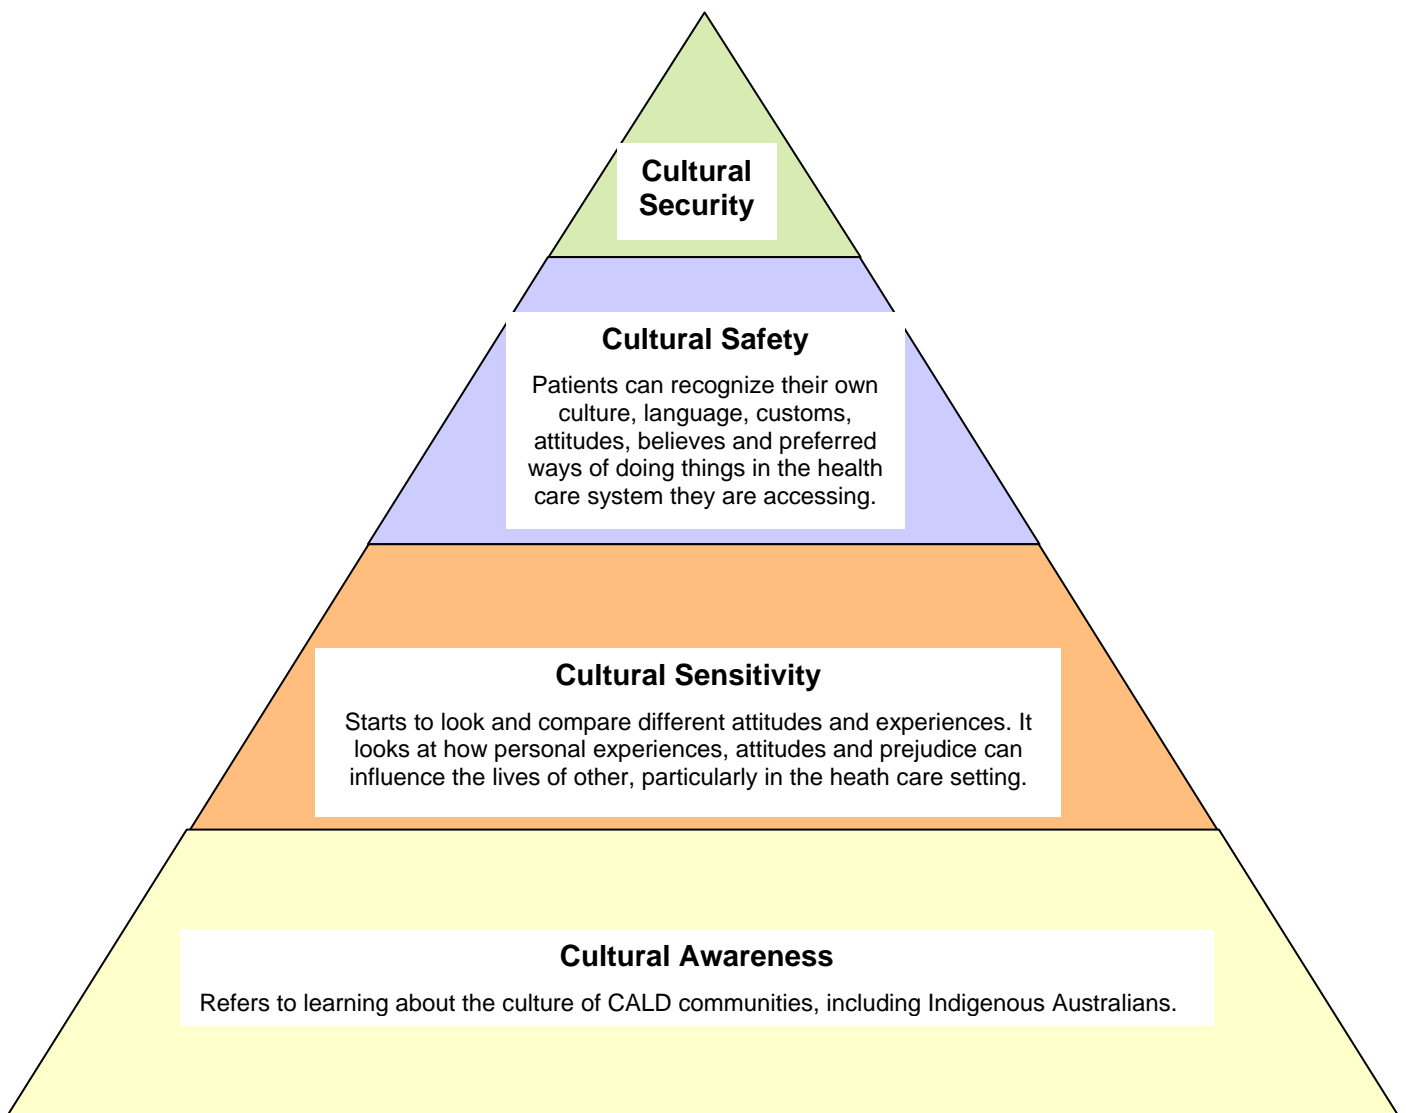 Cultural
Security
Cultural Safety
Patients can recognize their own
culture, language, customs,
attitudes, believes and preferred
ways of doing things in the health
care system they are accessing.
Cultural Sensitivity
Starts to look and compare different attitudes and experiences. It
looks at how personal experiences, attitudes and prejudice can
influence the lives of other, particularly in the heath care setting.
Cultural Awareness
Refers to learning about the culture of CALD communities, including Indigenous Australians.